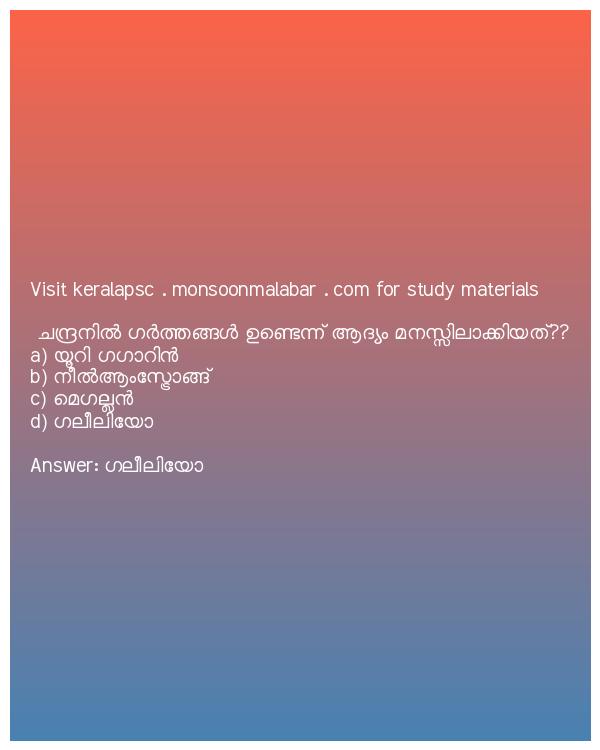 Visit keralapsc . monsoonmalabar . com for study materials
ചന്ദ്രനിൽ ഗർത്തങ്ങൾ ഉണ്ടെന്ന് ആദ്യം മനസ്സിലാക്കിയത്??
a) യൂറി ഗഗാറിൻ
b) നീൽആംസ്ട്രോങ്ങ്
c) മെഗല്ലൻ
d) ഗലീലിയോ
Answer: ഗലീലിയോ